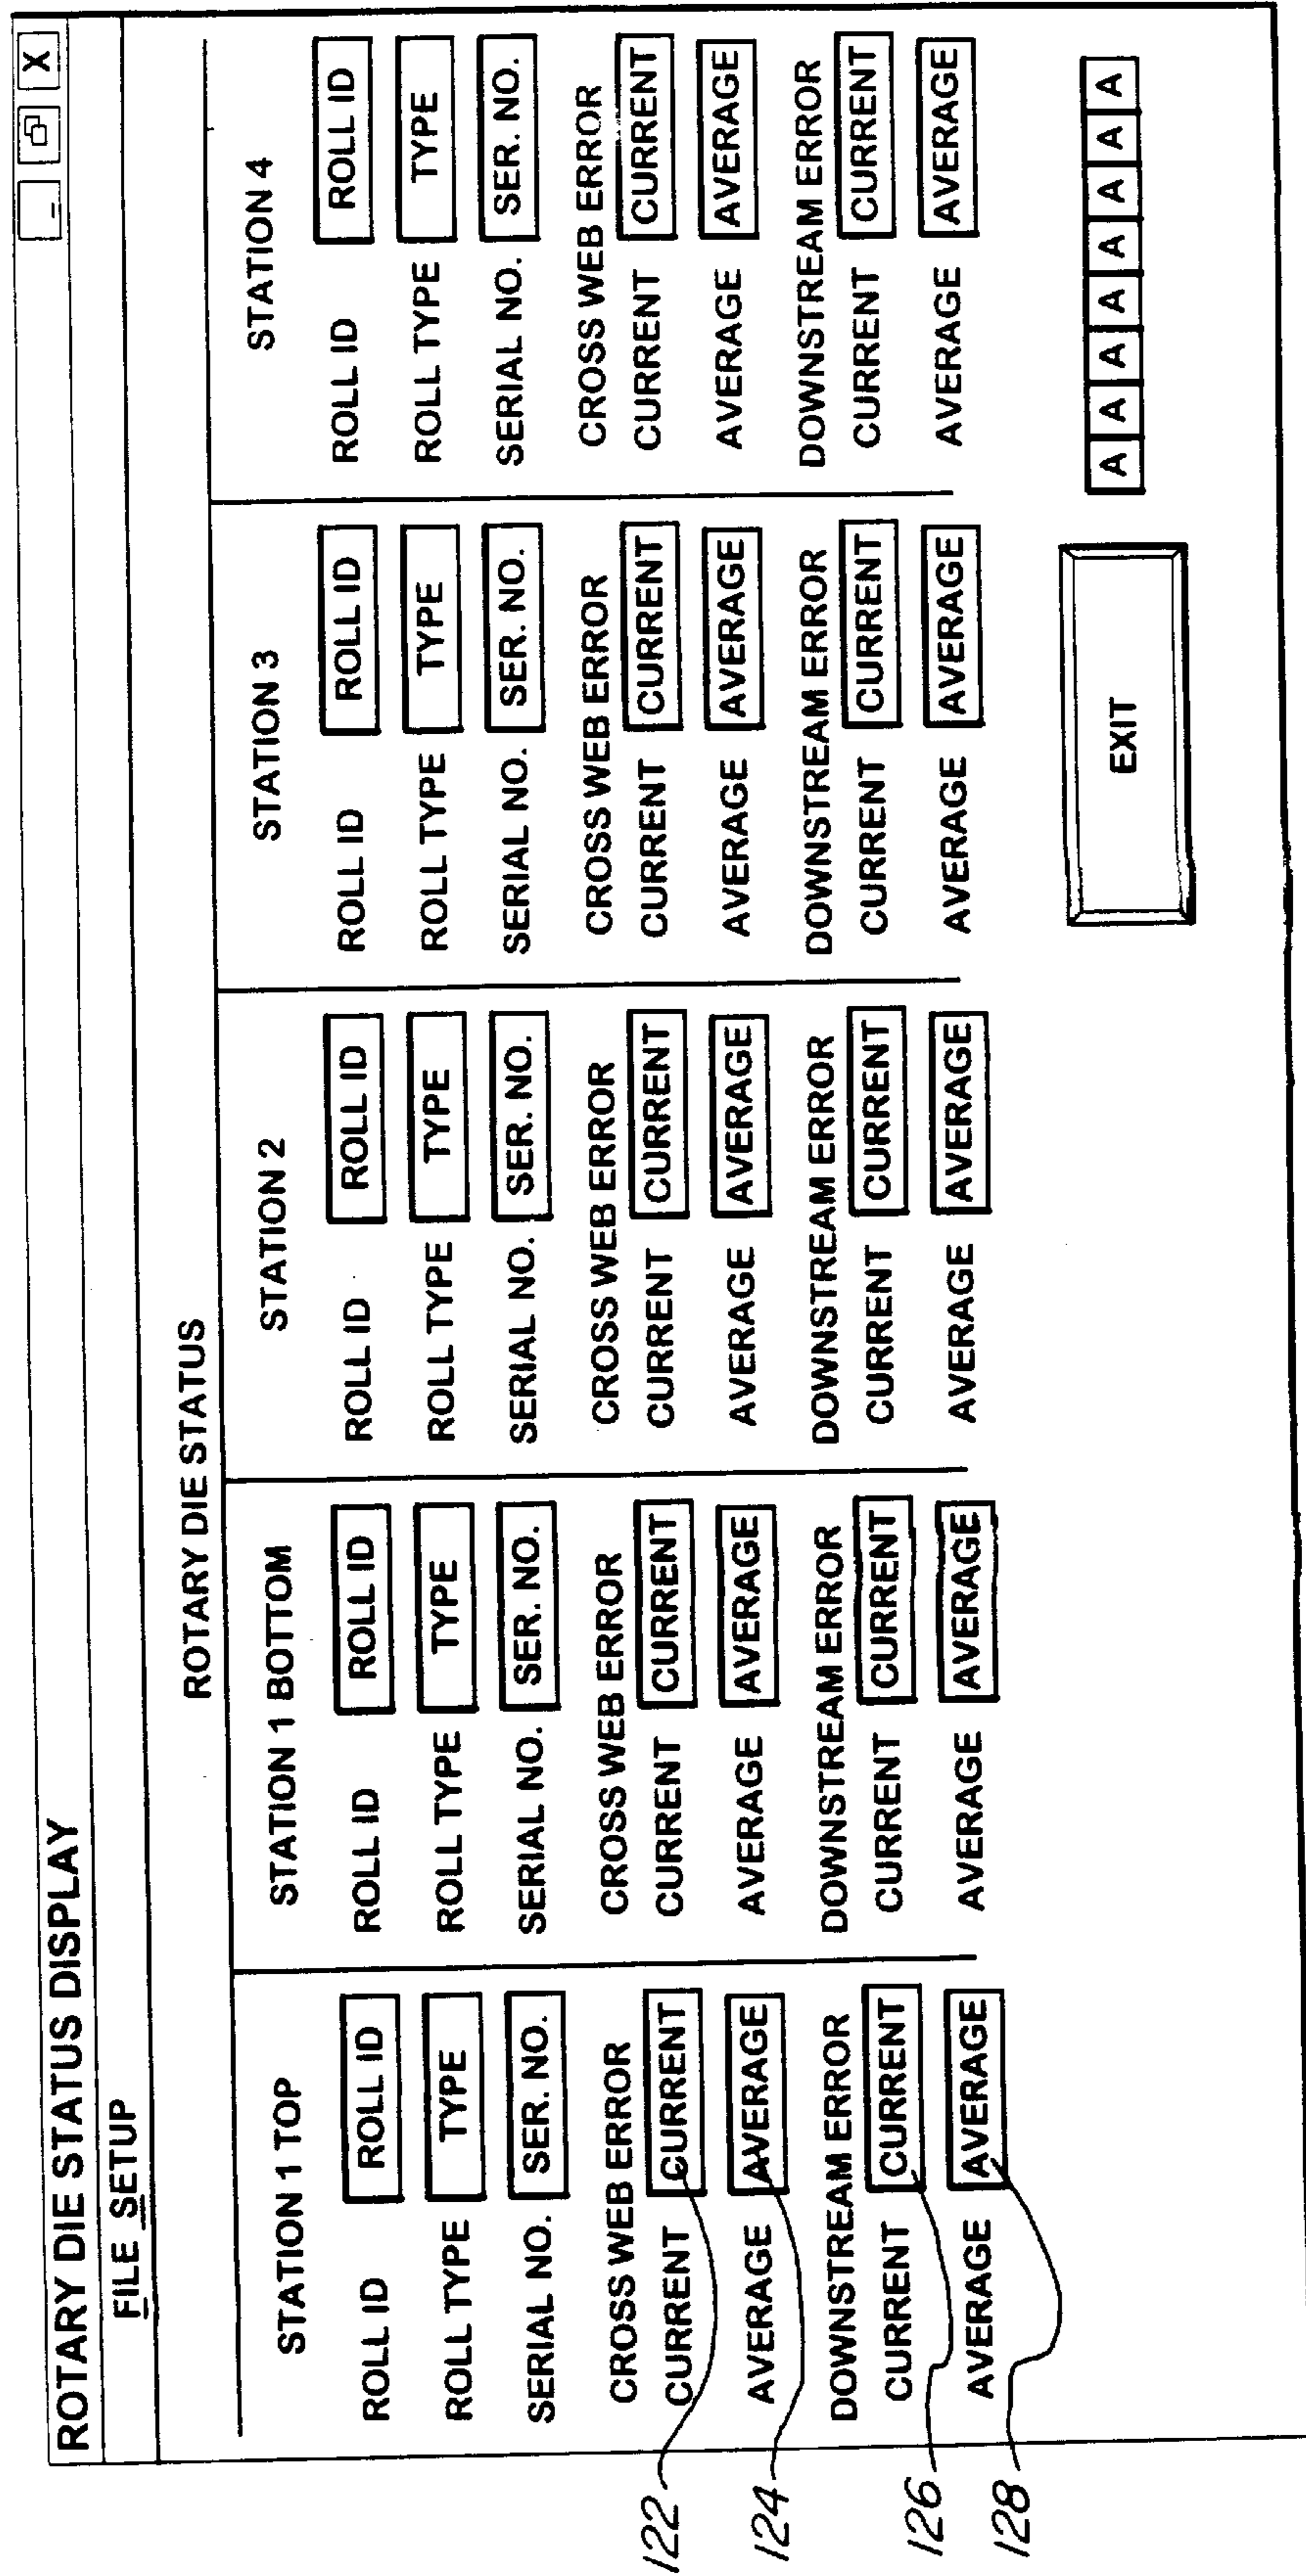 ROTARY DIE STATUS DISPLAY
_ X
FILE SETUP
ROTARY DIE STATUS
STATION 1 TOP STATION 1 BOTTOM STATION 2 STATION 3 STATION 4
ROLL ID ROLL ID ROLL ID ROLL ID ROLL ID ROLL ID ROLL ID ROLL ID ROLL ID ROLL ID
ROLL TYPE TYPE ROLL TYPE TYPE ROLL TYPE TYPE ROLL TYPE TYPE ROLL TYPE TYPE
SERIAL NO. SER. NO. SERIAL NO. SER. NO. SERIAL NO. SER. NO. SERIAL NO. SER. NO. SERIAL NO. SER. NO.
CROSS WEB ERROR CROSS WEB ERROR CROSS WEB ERROR CROSS WEB ERROR CROSS WEB ERROR
122 CURRENT CURRENT CURRENT CURRENT CURRENT CURRENT CURRENT CURRENT CURRENT CURRENT
124 AVERAGE AVERAGE AVERAGE AVERAGE AVERAGE AVERAGE AVERAGE AVERAGE AVERAGE AVERAGE
DOWNSTREAM ERROR DOWNSTREAM ERROR DOWNSTREAM ERROR DOWNSTREAM ERROR DOWNSTREAM ERROR
126 CURRENT CURRENT CURRENT CURRENT CURRENT CURRENT CURRENT CURRENT CURRENT CURRENT
128 AVERAGE AVERAGE AVERAGE AVERAGE AVERAGE AVERAGE AVERAGE AVERAGE AVERAGE AVERAGE
EXIT A A A A A A A A